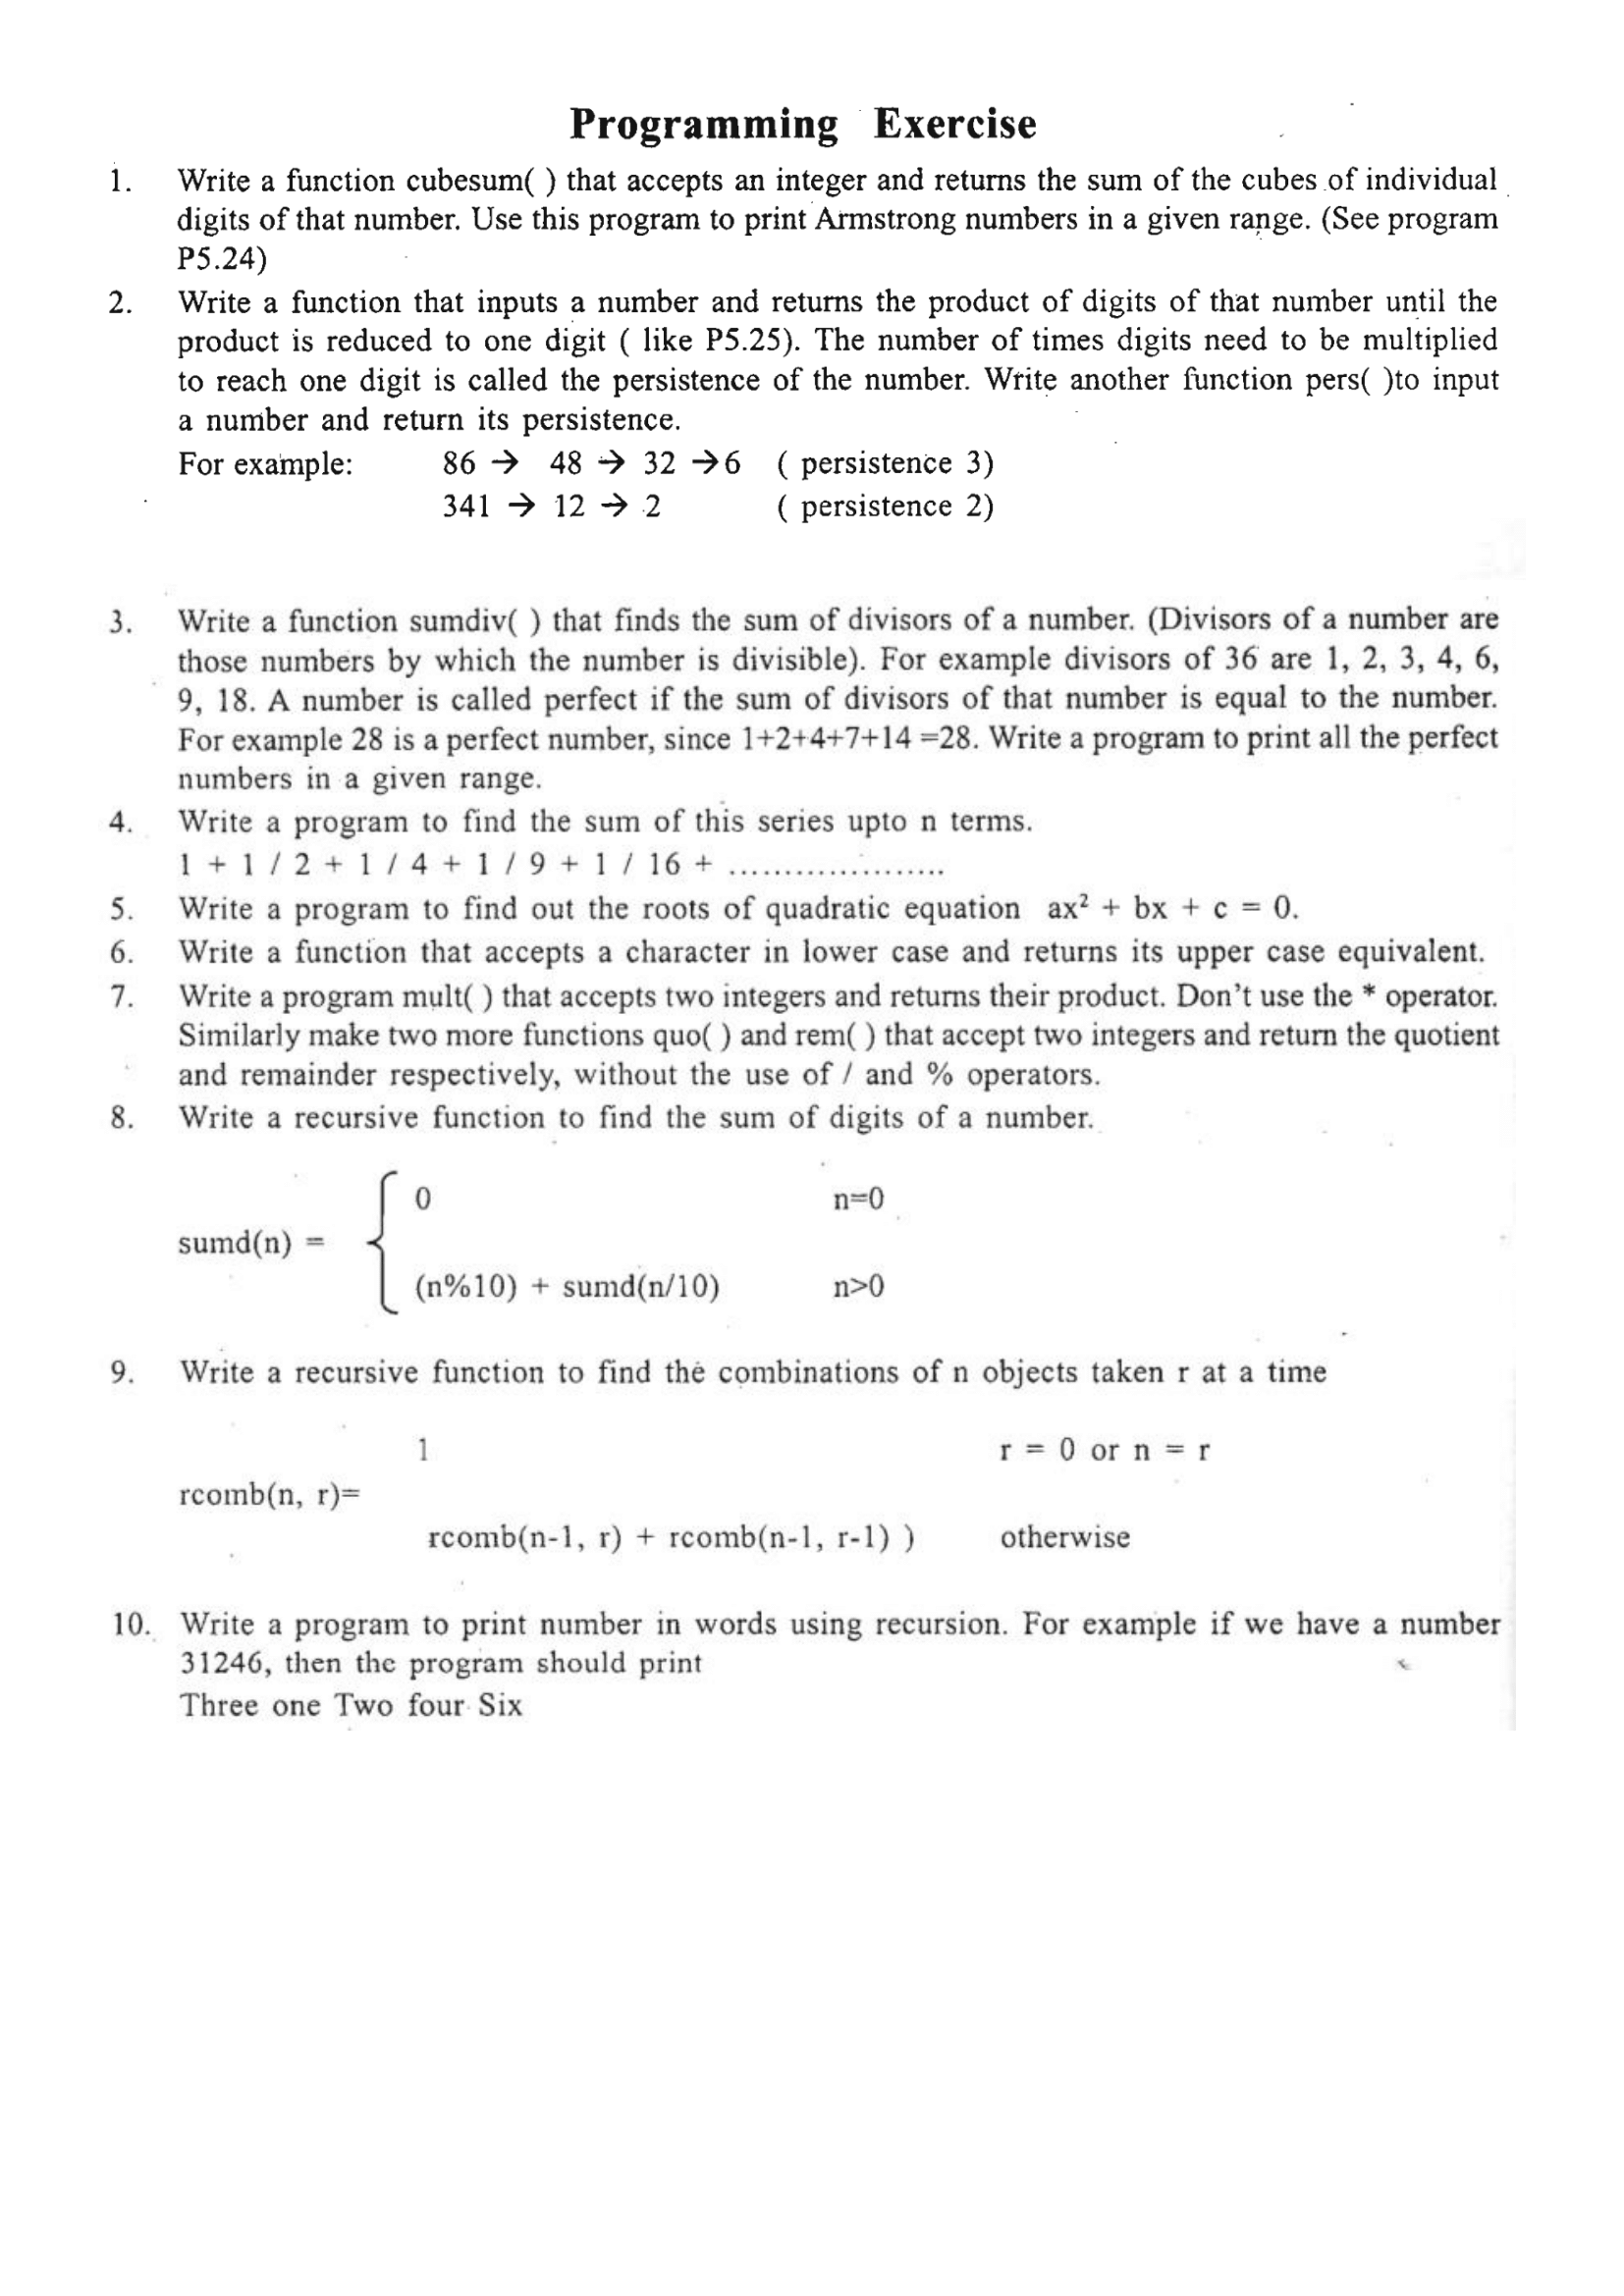 Programming Exercise
1. Write a function cubesum( ) that accepts an integer and returns the sum of the cubes of individual
digits of that number. Use this program to print Armstrong numbers in a given range. (See program
P5.24)
2. Write a function that inputs a number and returns the product of digits of that number until the
product is reduced to one digit ( like P5.25). The number of times digits need to be multiplied
to reach one digit is called the persistence of the number. Write another function pers( )to input
a number and return its persistence.
For example: 86 → 48 → 32 →6 ( persistence 3)
341 → 12 → 2 ( persistence 2)
3. Write a function sumdiv( ) that finds the sum of divisors of a number. (Divisors of a number are
those numbers by which the number is divisible). For example divisors of 36 are 1, 2, 3, 4, 6,
9, 18. A number is called perfect if the sum of divisors of that number is equal to the number.
For example 28 is a perfect number, since 1+2+4+7+14 =28. Write a program to print all the perfect
numbers in a given range.
4. Write a program to find the sum of this series upto n terms.
1 + 1 / 2 + 1 / 4 + 1 / 9 + 1 / 16 + ....................
5. Write a program to find out the roots of quadratic equation ax² + bx + c = 0.
6. Write a function that accepts a character in lower case and returns its upper case equivalent.
7. Write a program mult( ) that accepts two integers and returns their product. Don't use the * operator.
Similarly make two more functions quo( ) and rem( ) that accept two integers and return the quotient
and remainder respectively, without the use of / and % operators.
8. Write a recursive function to find the sum of digits of a number.
0 n=0
sumd(n) =
(n%10) + sumd(n/10) n>0
9. Write a recursive function to find the combinations of n objects taken r at a time
1 r = 0 or n = r
rcomb(n, r)=
rcomb(n-1, r) + rcomb(n-1, r-1) ) otherwise
10. Write a program to print number in words using recursion. For example if we have a number
31246, then the program should print
Three one Two four Six